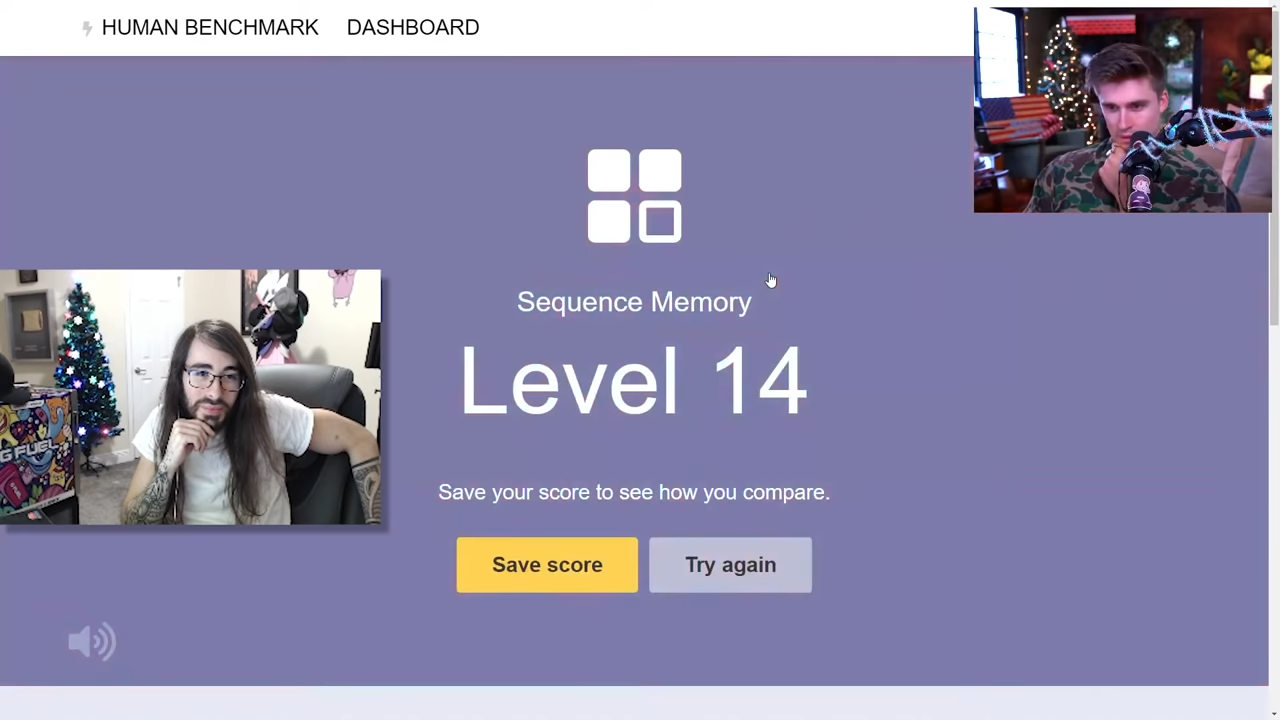 HUMAN BENCHMARK DASHBOARD
Sequence Memory
Level 14
Save your score to see how you compare.
Save score Try again
G FUEL